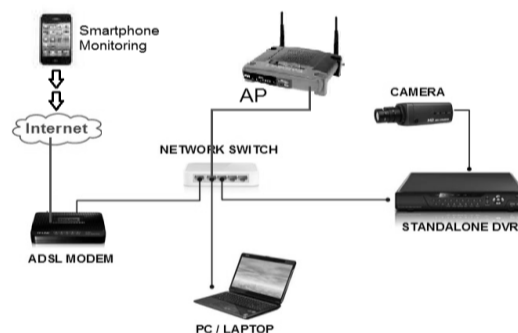 Smartphone
Monitoring
Internet
AP
CAMERA
NETWORK SWITCH
STANDALONE DVR
ADSL MODEM
PC / LAPTOP